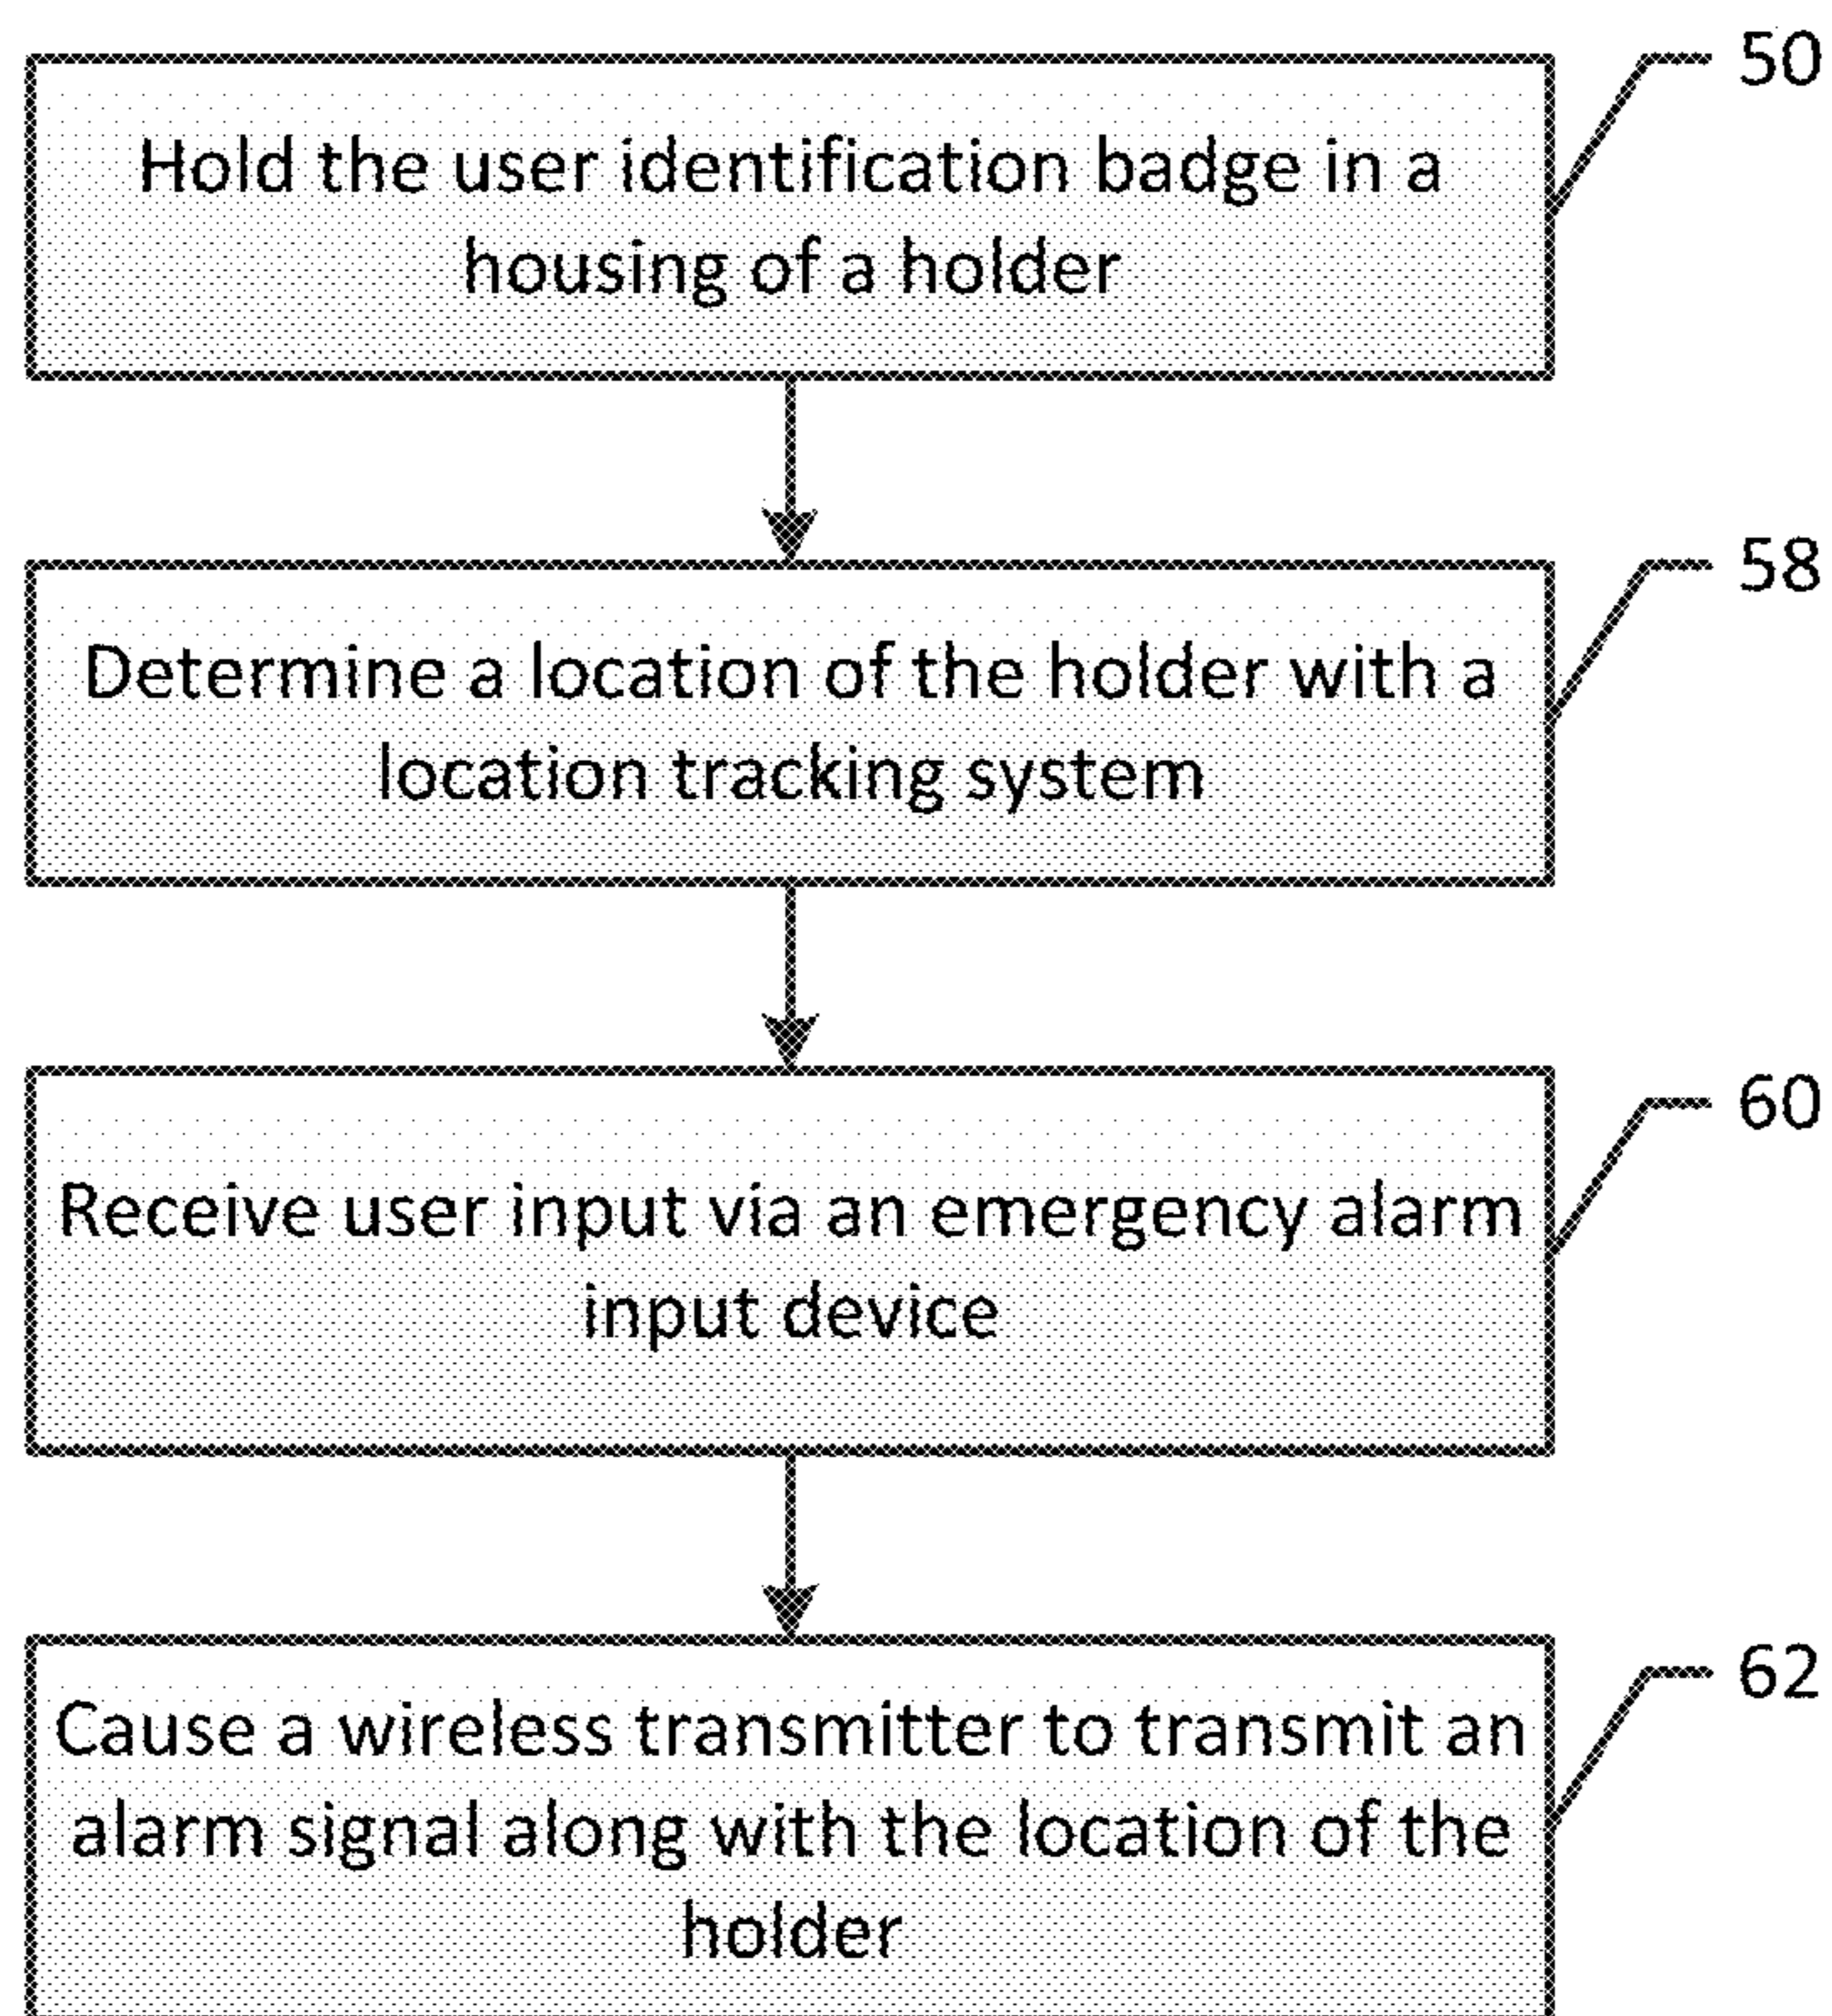 50
Hold the user identification badge in a
housing of a holder
58
Determine a location of the holder with a
location tracking system
60
Receive user input via an emergency alarm
input device
62
Cause a wireless transmitter to transmit an
alarm signal along with the location of the
holder